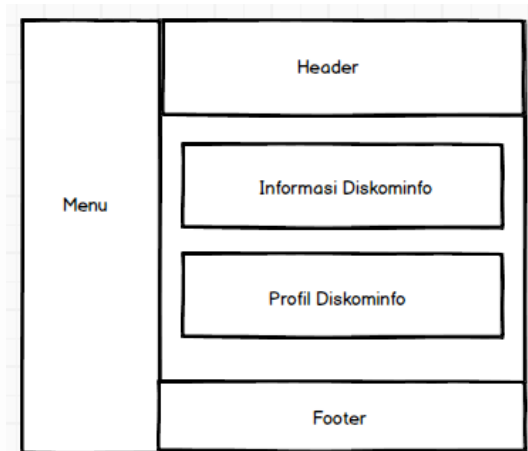 Header
Menu
Informasi Diskominfo
Profil Diskominfo
Footer